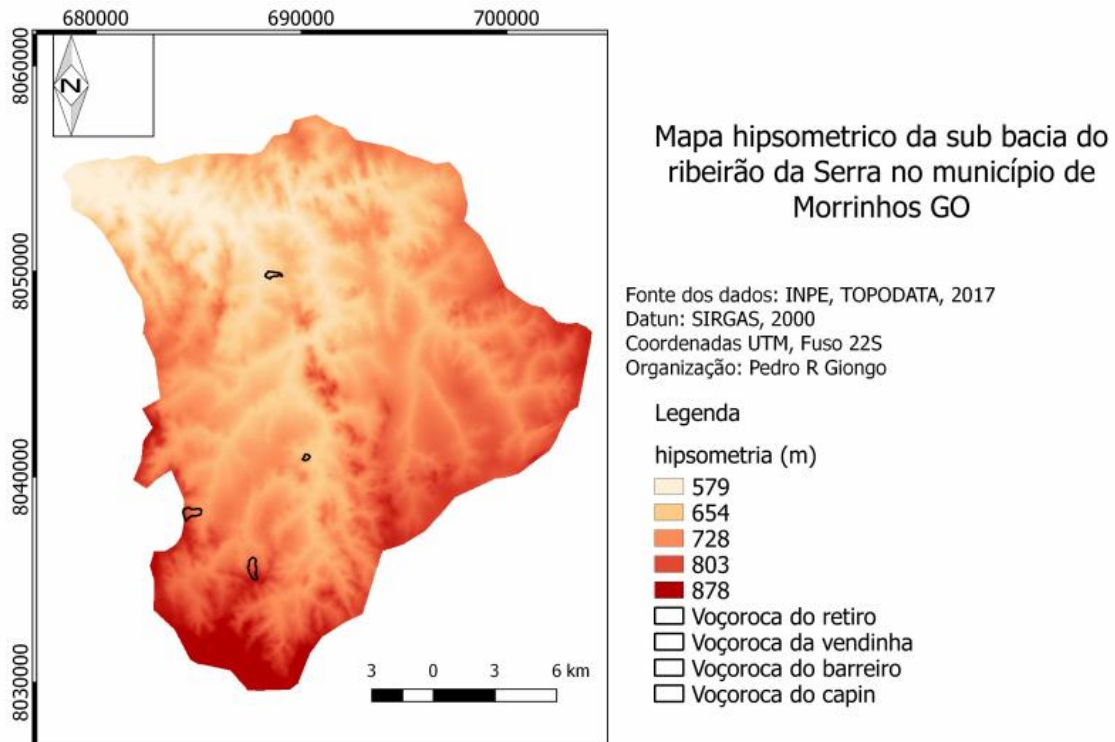 680000
690000
700000
8060000
8050000
8040000
8030000
N
3 0 3 6 km
Mapa hipsometrico da sub bacia do
ribeirão da Serra no município de
Morrinhos GO
Fonte dos dados: INPE, TOPODATA, 2017
Datun: SIRGAS, 2000
Coordenadas UTM, Fuso 22S
Organização: Pedro R Giongo
Legenda
hipsometria (m)
579
654
728
803
878
Voçoroca do retiro
Voçoroca da vendinha
Voçoroca do barreiro
Voçoroca do capin